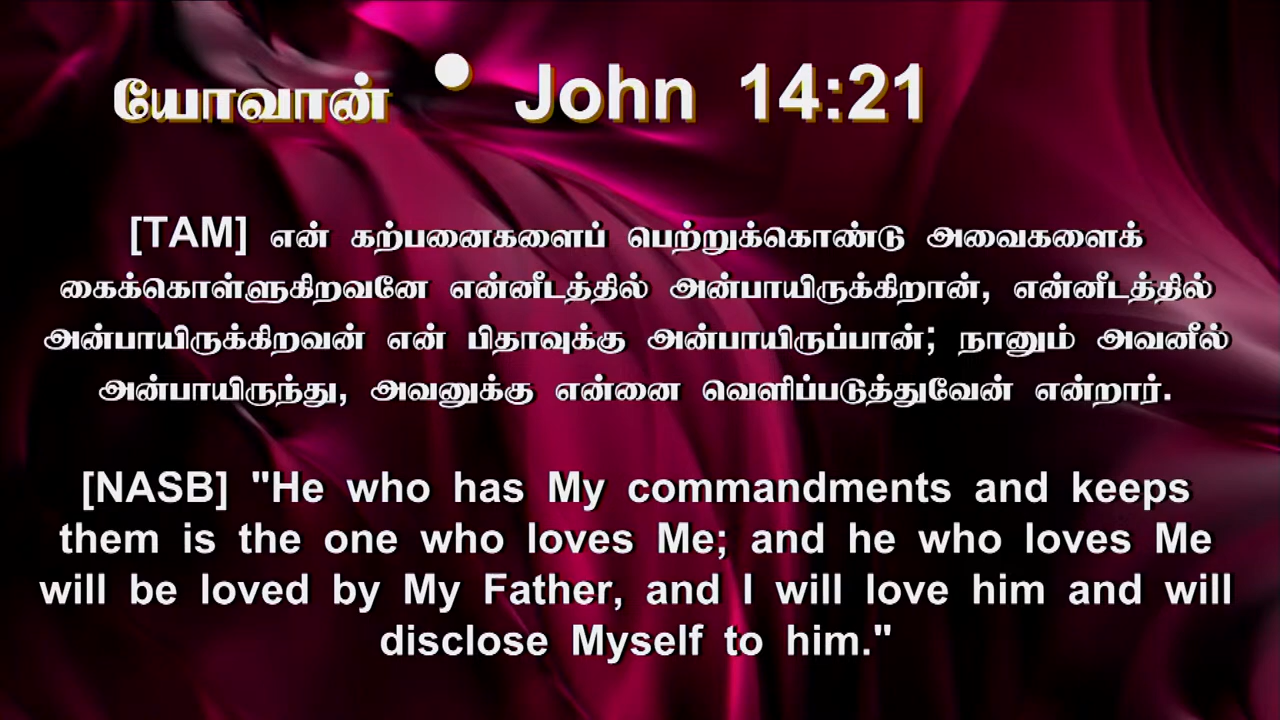 யோவான் • John 14:21
[TAM] என் கற்பனைகளைப் பெற்றுக்கொண்டு அவைகளைக்
கைக்கொள்ளுகிறவனே என்னீடத்தில் அன்பாயிருக்கிறான், என்னீடத்தில்
அன்பாயிருக்கிறவன் என் பிதாவுக்கு அன்பாயிருப்பான்; நானும் அவனீல்
அன்பாயிருந்து, அவனுக்கு என்னை வெளிப்படுத்துவேன் என்றார்.
[NASB] "He who has My commandments and keeps
them is the one who loves Me; and he who loves Me
will be loved by My Father, and I will love him and will
disclose Myself to him."